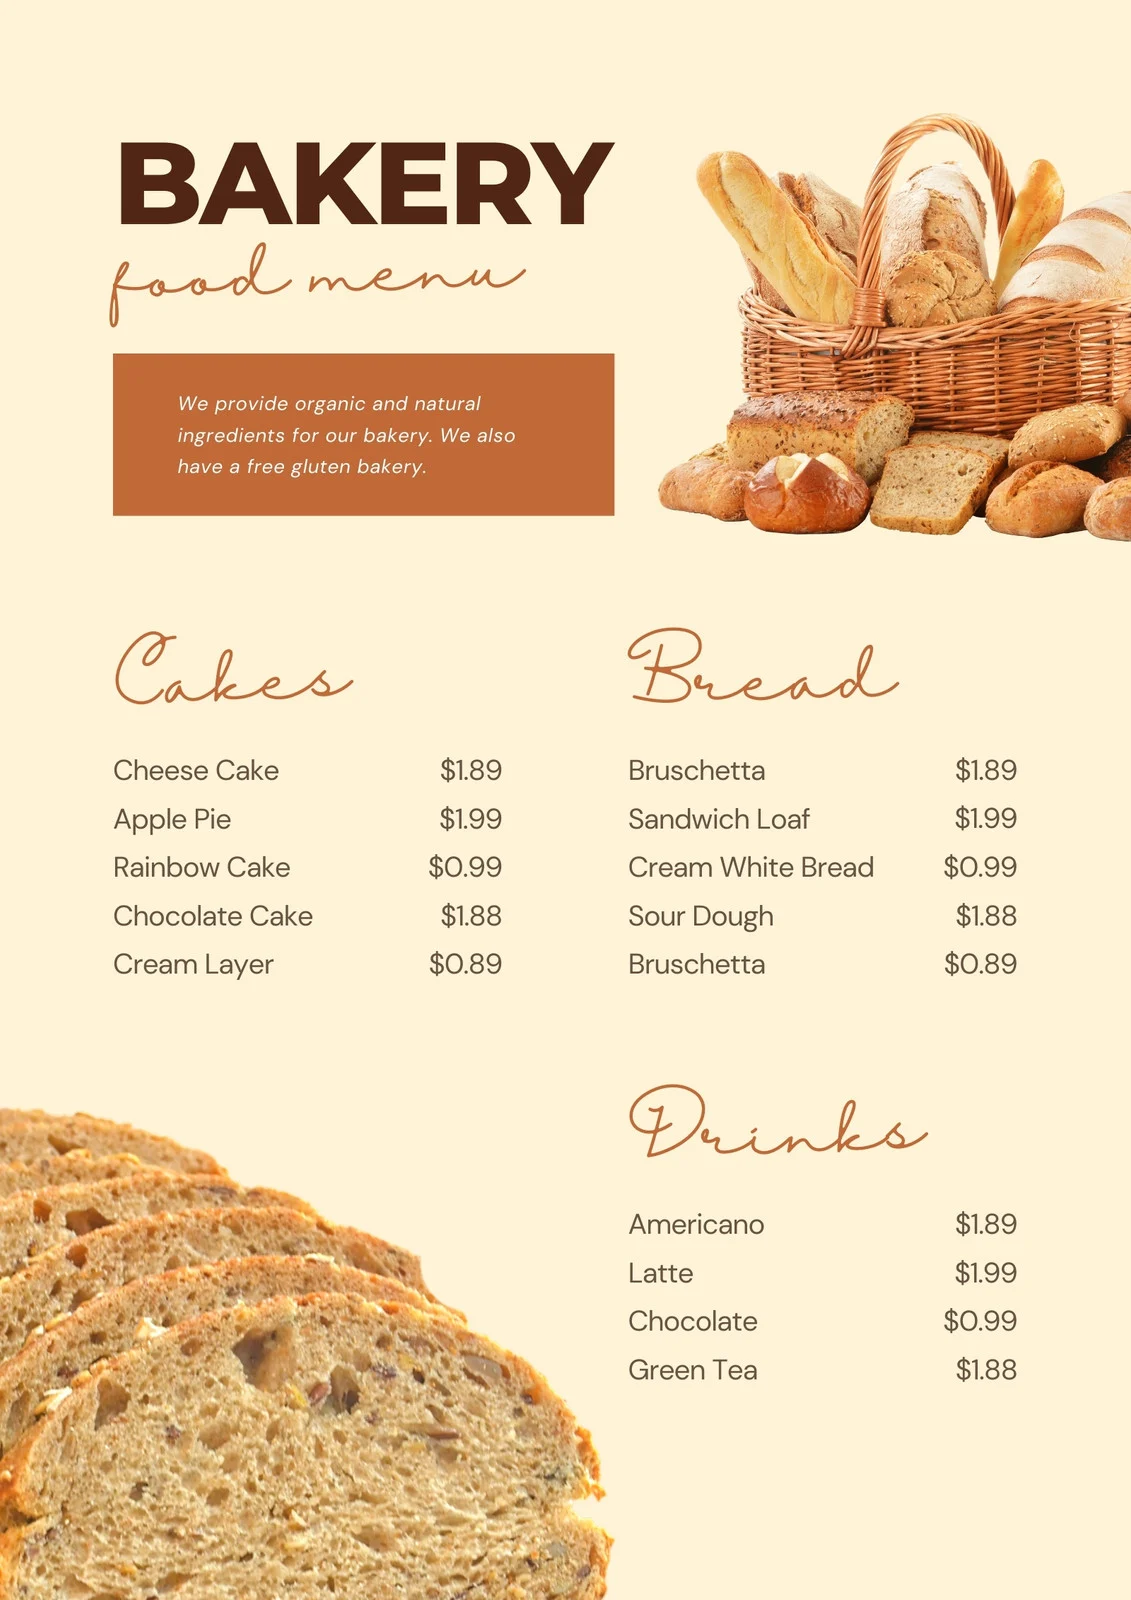 BAKERY
food menu
We provide organic and natural
ingredients for our bakery. We also
have a free gluten bakery.
Cakes
Cheese Cake $1.89
Apple Pie $1.99
Rainbow Cake $0.99
Chocolate Cake $1.88
Cream Layer $0.89
Bread
Bruschetta $1.89
Sandwich Loaf $1.99
Cream White Bread $0.99
Sour Dough $1.88
Bruschetta $0.89
Drinks
Americano $1.89
Latte $1.99
Chocolate $0.99
Green Tea $1.88